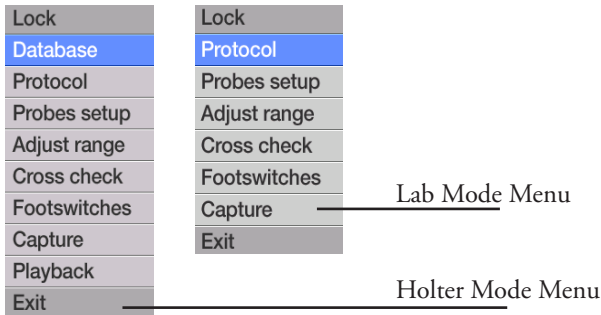 Lock
Database
Protocol
Probes setup
Adjust range
Cross check
Footswitches
Capture
Playback
Exit
Lock
Protocol
Probes setup
Adjust range
Cross check
Footswitches
Capture
Exit
Lab Mode Menu
Holter Mode Menu